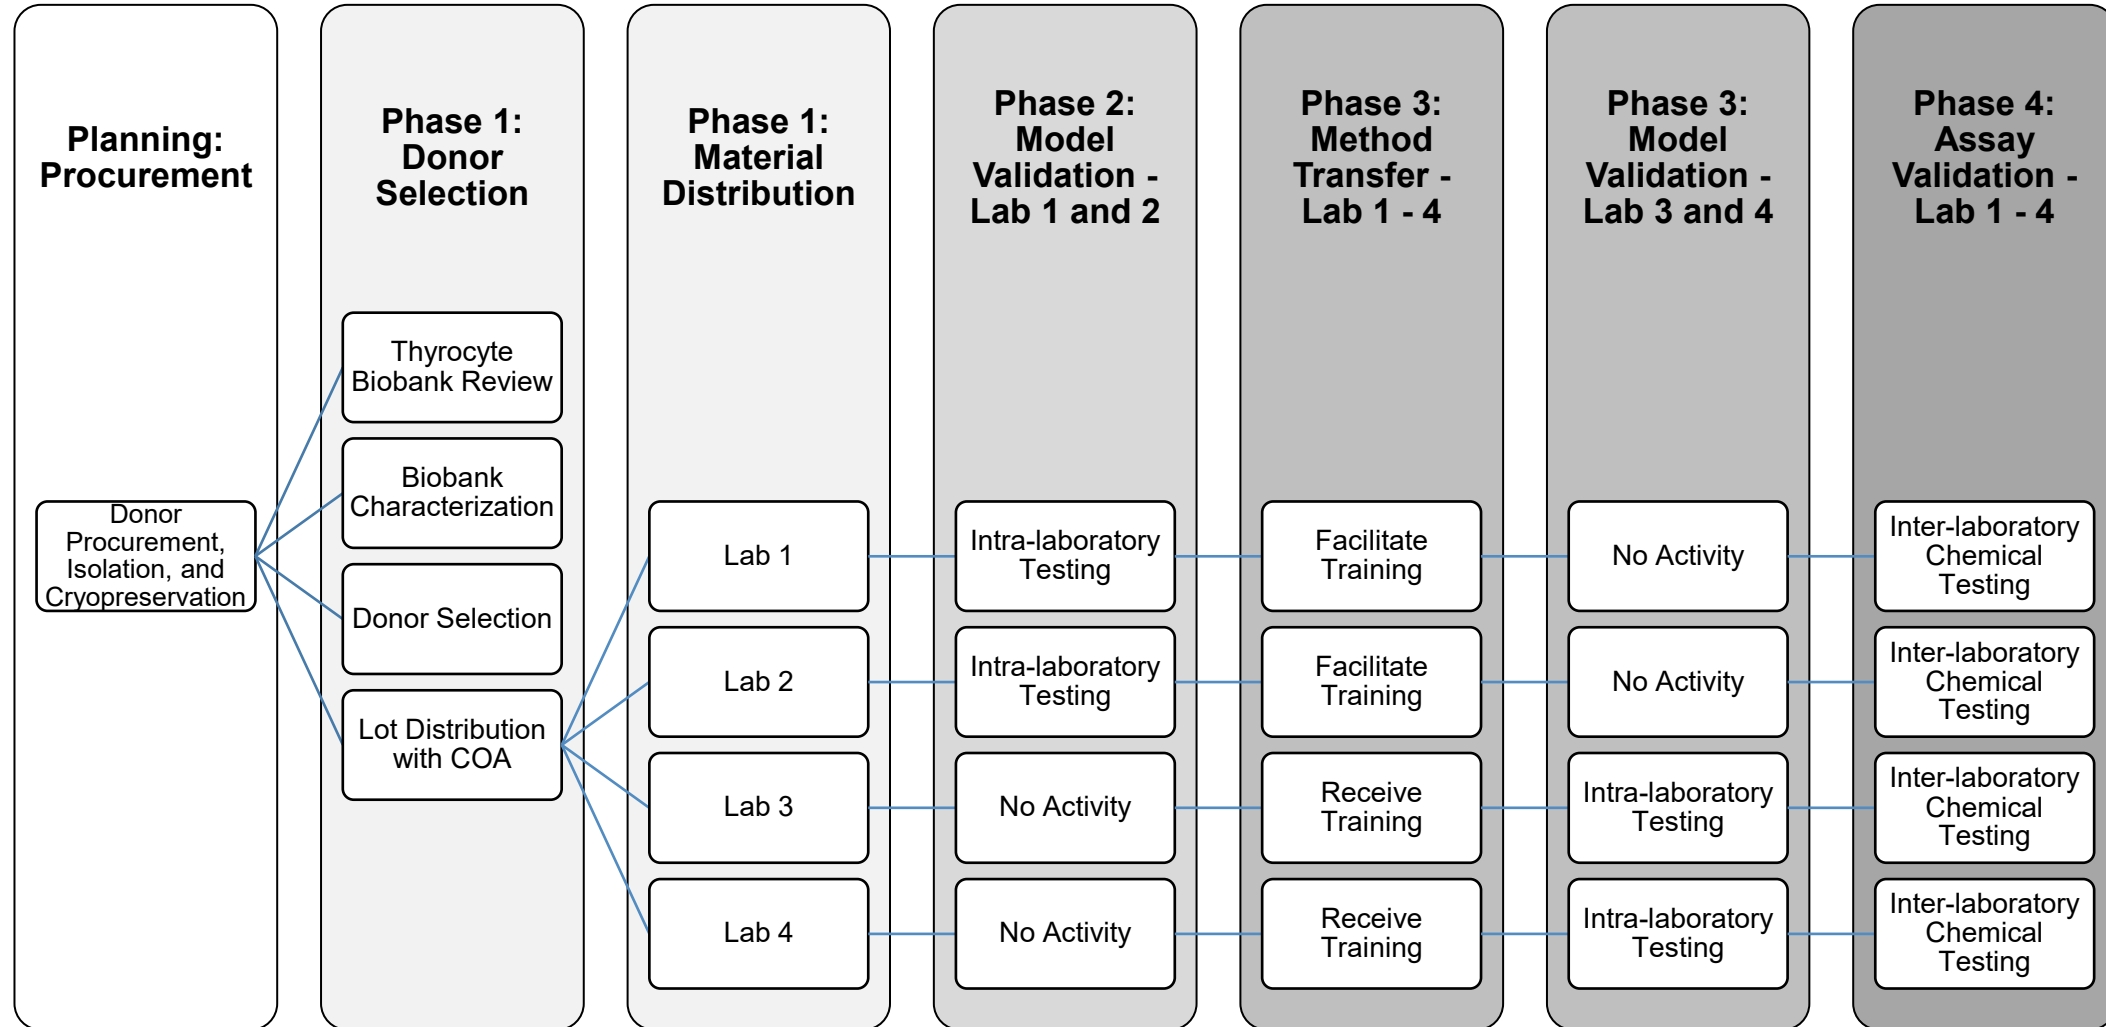 Planning:
Procurement
Donor
Procurement,
Isolation, and
Cryopreservation
Phase 1:
Donor
Selection
Thyrocyte
Biobank Review
Biobank
Characterization
Donor Selection
Lot Distribution
with COA
Phase 1:
Material
Distribution
Lab 1
Lab 2
Lab 3
Lab 4
Phase 2:
Model
Validation -
Lab 1 and 2
Intra-laboratory
Testing
Intra-laboratory
Testing
No Activity
No Activity
Phase 3:
Method
Transfer -
Lab 1 - 4
Facilitate
Training
Facilitate
Training
Receive
Training
Receive
Training
Phase 3:
Model
Validation -
Lab 3 and 4
No Activity
No Activity
Intra-laboratory
Testing
Intra-laboratory
Testing
Phase 4:
Assay
Validation -
Lab 1 - 4
Inter-laboratory
Chemical
Testing
Inter-laboratory
Chemical
Testing
Inter-laboratory
Chemical
Testing
Inter-laboratory
Chemical
Testing